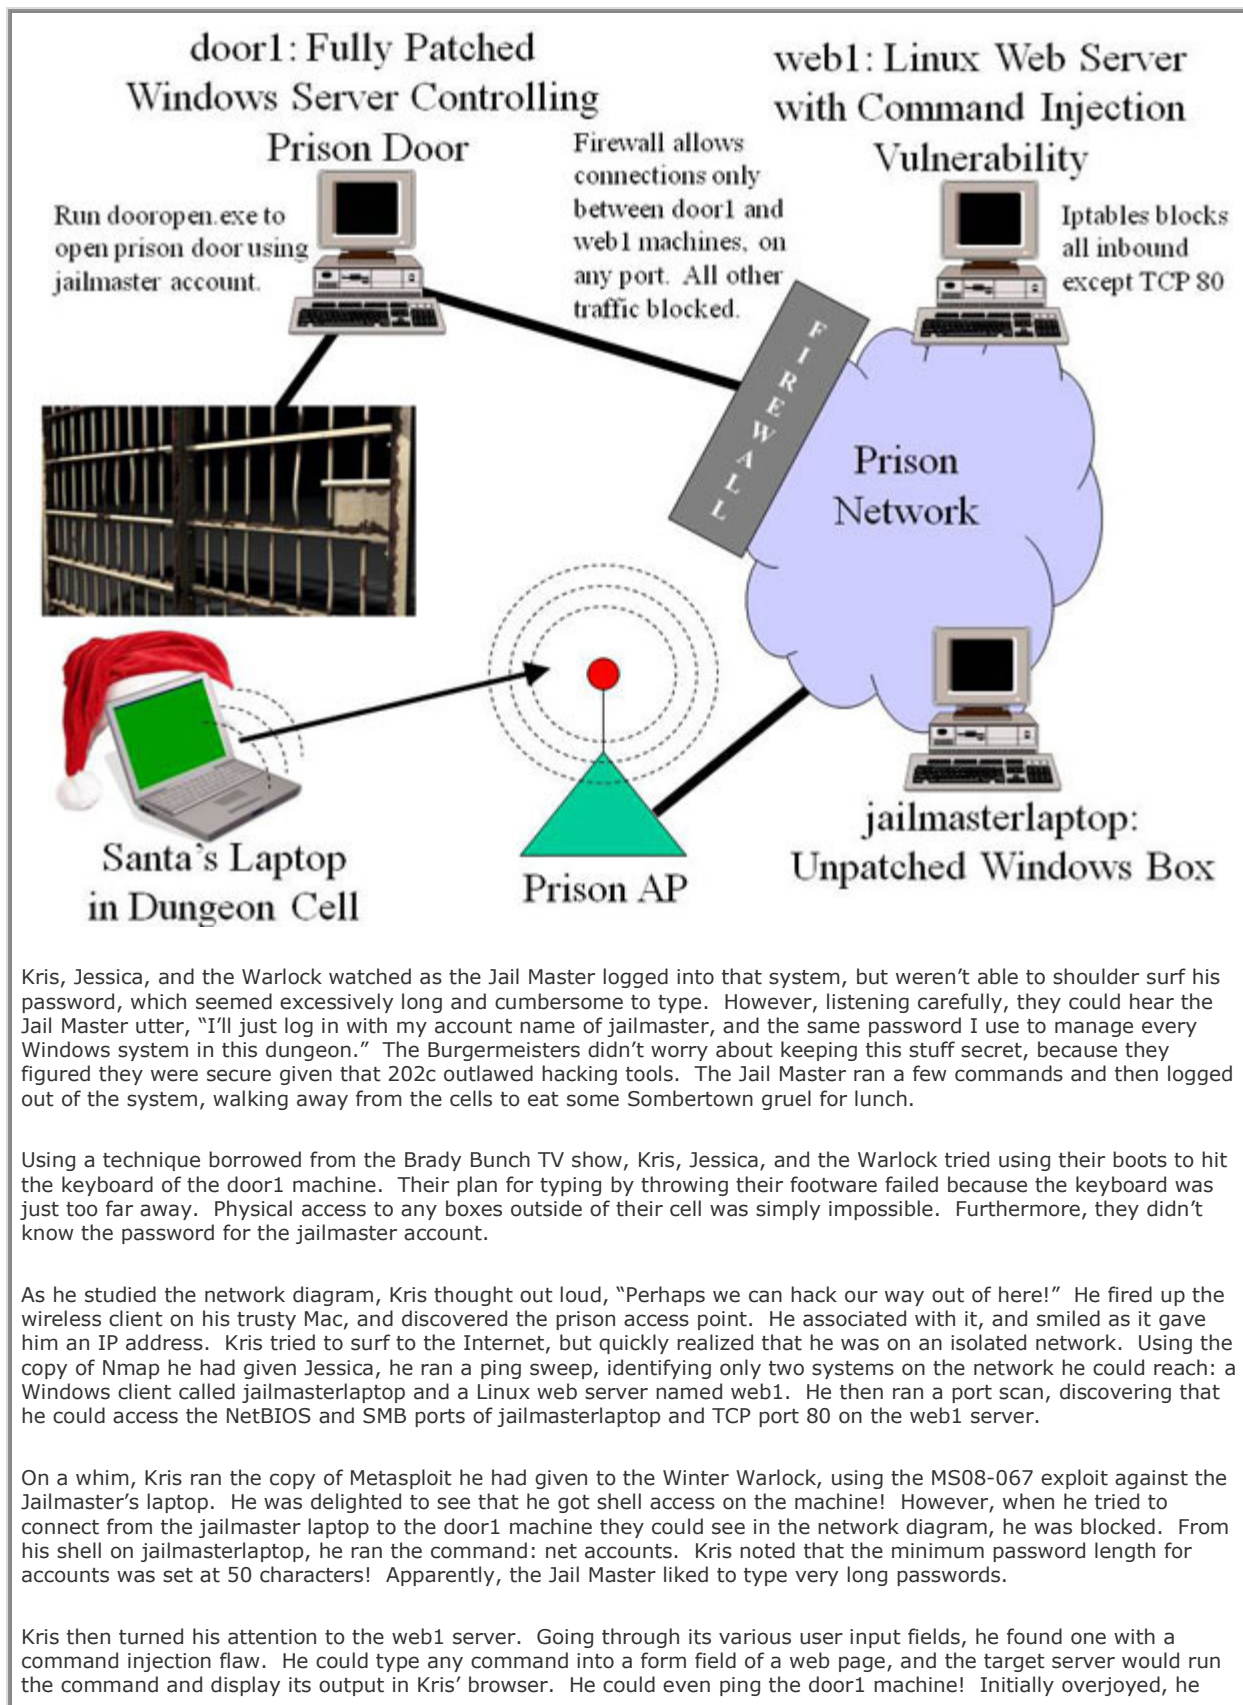 door1: Fully Patched
Windows Server Controlling
Prison Door
web1: Linux Web Server
with Command Injection
Vulnerability
Run dooropen.exe to
open prison door using
jailmaster account.
Firewall allows
connections only
between door1 and
web1 machines, on
any port. All other
traffic blocked.
Iptables blocks
all inbound
except TCP 80
FIREWALL
Prison
Network
Santa's Laptop
in Dungeon Cell
Prison AP
jailmasterlaptop:
Unpatched Windows Box
Kris, Jessica, and the Warlock watched as the Jail Master logged into that system, but weren’t able to shoulder surf his
password, which seemed excessively long and cumbersome to type. However, listening carefully, they could hear the
Jail Master utter, “I’ll just log in with my account name of jailmaster, and the same password I use to manage every
Windows system in this dungeon.” The Burgermeisters didn’t worry about keeping this stuff secret, because they
figured they were secure given that 202c outlawed hacking tools. The Jail Master ran a few commands and then logged
out of the system, walking away from the cells to eat some Sombertown gruel for lunch.
Using a technique borrowed from the Brady Bunch TV show, Kris, Jessica, and the Warlock tried using their boots to hit
the keyboard of the door1 machine. Their plan for typing by throwing their footware failed because the keyboard was
just too far away. Physical access to any boxes outside of their cell was simply impossible. Furthermore, they didn’t
know the password for the jailmaster account.
As he studied the network diagram, Kris thought out loud, “Perhaps we can hack our way out of here!” He fired up the
wireless client on his trusty Mac, and discovered the prison access point. He associated with it, and smiled as it gave
him an IP address. Kris tried to surf to the Internet, but quickly realized that he was on an isolated network. Using the
copy of Nmap he had given Jessica, he ran a ping sweep, identifying only two systems on the network he could reach: a
Windows client called jailmasterlaptop and a Linux web server named web1. He then ran a port scan, discovering that
he could access the NetBIOS and SMB ports of jailmasterlaptop and TCP port 80 on the web1 server.
On a whim, Kris ran the copy of Metasploit he had given to the Winter Warlock, using the MS08-067 exploit against the
Jailmaster’s laptop. He was delighted to see that he got shell access on the machine! However, when he tried to
connect from the jailmaster laptop to the door1 machine they could see in the network diagram, he was blocked. From
his shell on jailmasterlaptop, he ran the command: net accounts. Kris noted that the minimum password length for
accounts was set at 50 characters! Apparently, the Jail Master liked to type very long passwords.
Kris then turned his attention to the web1 server. Going through its various user input fields, he found one with a
command injection flaw. He could type any command into a form field of a web page, and the target server would run
the command and display its output in Kris’ browser. He could even ping the door1 machine! Initially overjoyed, he